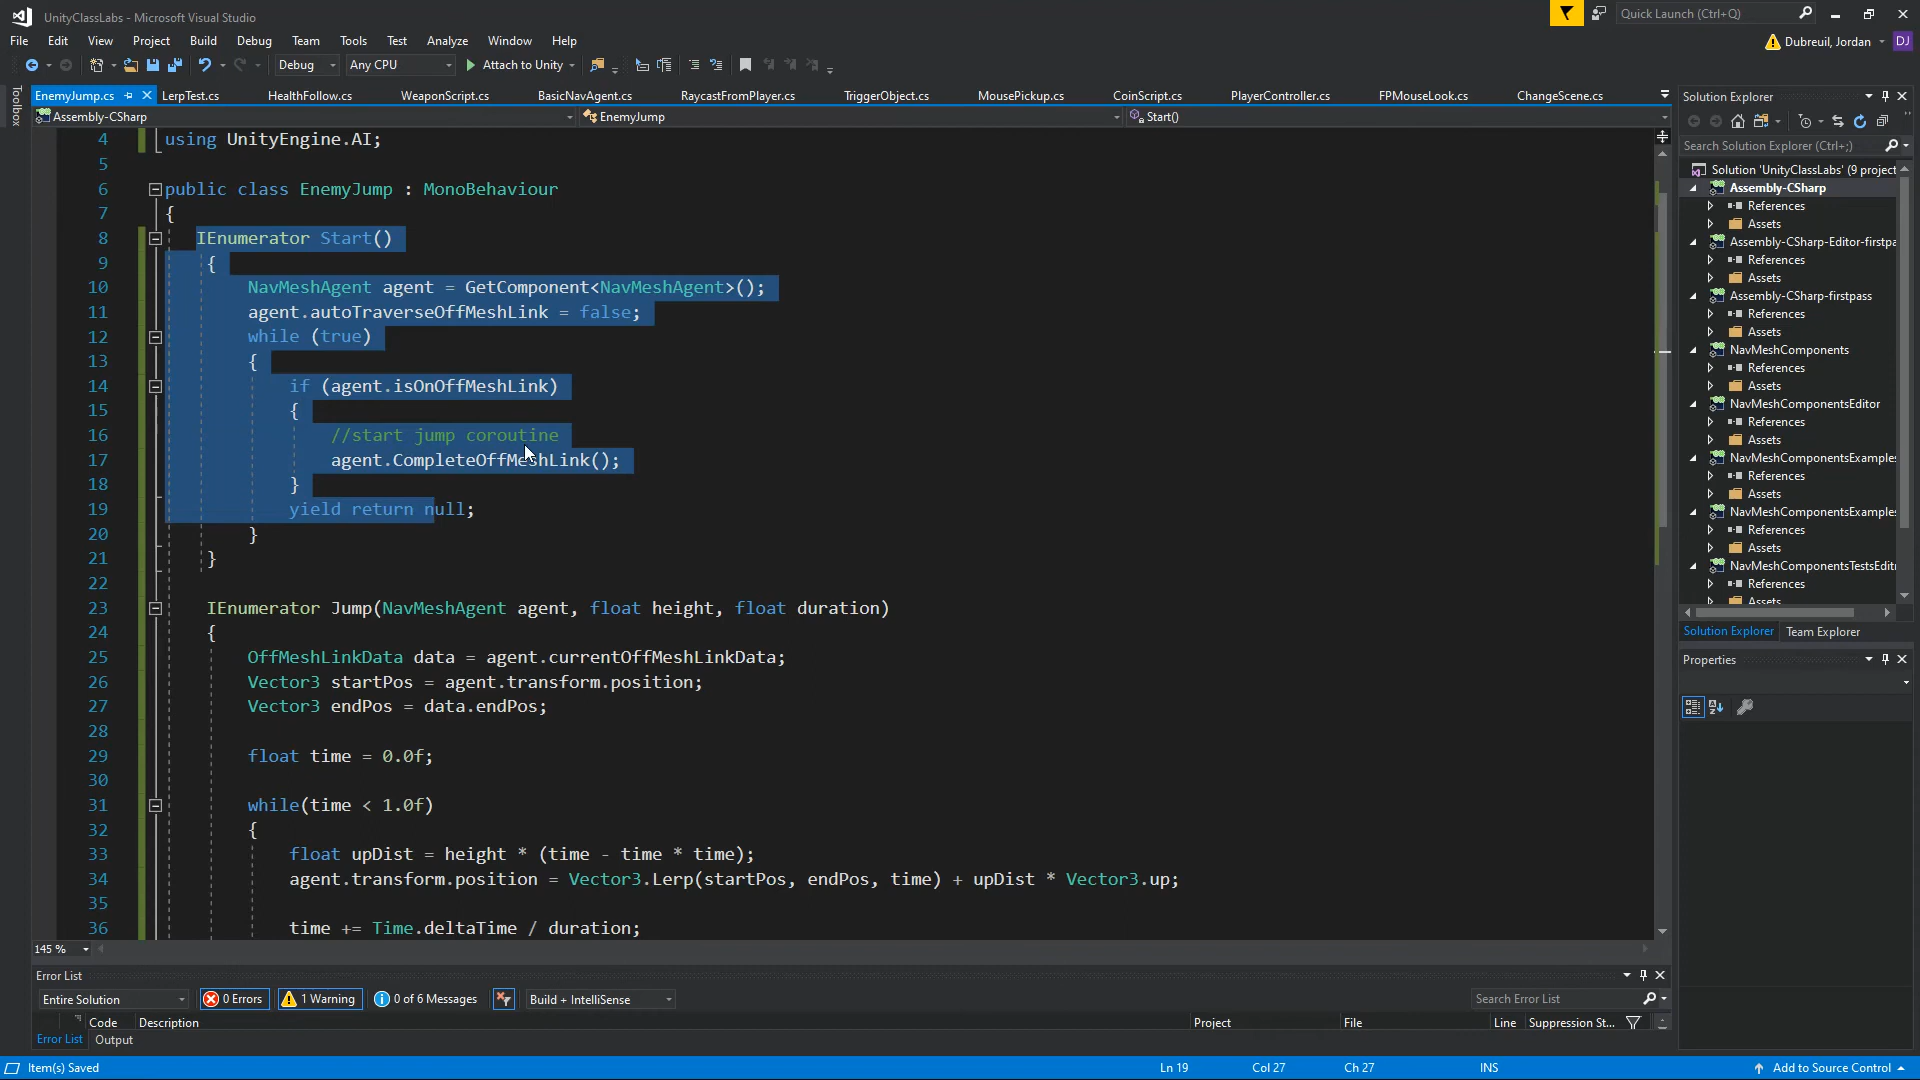 UnityClassLabs - Microsoft Visual Studio
Quick Launch (Ctrl+Q)
File Edit View Project Build Debug Team Tools Test Analyze Window Help
Dubreuil, Jordan DJ
Debug Any CPU Attach to Unity
Toolbox
EnemyJump.cs LerpTest.cs HealthFollow.cs WeaponScript.cs BasicNavAgent.cs RaycastFromPlayer.cs TriggerObject.cs MousePickup.cs CoinScript.cs PlayerController.cs FPMouseLook.cs ChangeScene.cs
Assembly-CSharp EnemyJump Start()
4 using UnityEngine.AI;
5
6 public class EnemyJump : MonoBehaviour
7 {
8 IEnumerator Start()
9 {
10 NavMeshAgent agent = GetComponent<NavMeshAgent>();
11 agent.autoTraverseOffMeshLink = false;
12 while (true)
13 {
14 if (agent.isOnOffMeshLink)
15 {
16 //start jump coroutine
17 agent.CompleteOffMeshLink();
18 }
19 yield return null;
20 }
21 }
22
23 IEnumerator Jump(NavMeshAgent agent, float height, float duration)
24 {
25 OffMeshLinkData data = agent.currentOffMeshLinkData;
26 Vector3 startPos = agent.transform.position;
27 Vector3 endPos = data.endPos;
28
29 float time = 0.0f;
30
31 while(time < 1.0f)
32 {
33 float upDist = height * (time - time * time);
34 agent.transform.position = Vector3.Lerp(startPos, endPos, time) + upDist * Vector3.up;
35
36 time += Time.deltaTime / duration;
145 %
Solution Explorer
Search Solution Explorer (Ctrl+;)
Solution 'UnityClassLabs' (9 project
Assembly-CSharp
References
Assets
Assembly-CSharp-Editor-firstpa
References
Assets
Assembly-CSharp-firstpass
References
Assets
NavMeshComponents
References
Assets
NavMeshComponentsEditor
References
Assets
NavMeshComponentsExamples
References
Assets
NavMeshComponentsExamples
References
Assets
NavMeshComponentsTestsEdit
References
Assets
Solution Explorer Team Explorer
Properties
Error List
Entire Solution 0 Errors 1 Warning 0 of 6 Messages Build + IntelliSense Search Error List
Code Description Project File Line Suppression St...
Error List Output
Item(s) Saved Ln 19 Col 27 Ch 27 INS Add to Source Control